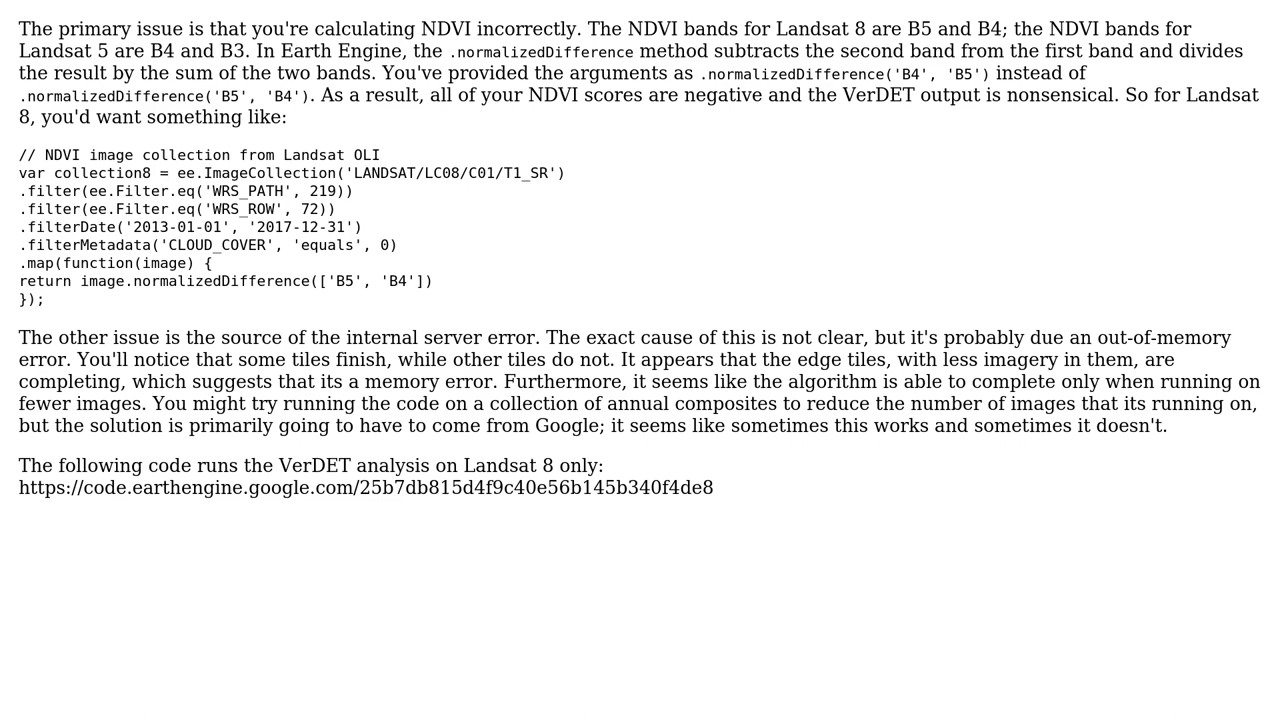 The primary issue is that you're calculating NDVI incorrectly. The NDVI bands for Landsat 8 are B5 and B4; the NDVI bands for
Landsat 5 are B4 and B3. In Earth Engine, the .normalizedDifference method subtracts the second band from the first band and divides
the result by the sum of the two bands. You've provided the arguments as .normalizedDifference('B4', 'B5') instead of
.normalizedDifference('B5', 'B4'). As a result, all of your NDVI scores are negative and the VerDET output is nonsensical. So for Landsat
8, you'd want something like:
// NDVI image collection from Landsat OLI
var collection8 = ee.ImageCollection('LANDSAT/LC08/C01/T1_SR')
.filter(ee.Filter.eq('WRS_PATH', 219))
.filter(ee.Filter.eq('WRS_ROW', 72))
.filterDate('2013-01-01', '2017-12-31')
.filterMetadata('CLOUD_COVER', 'equals', 0)
.map(function(image) {
return image.normalizedDifference(['B5', 'B4'])
});
The other issue is the source of the internal server error. The exact cause of this is not clear, but it's probably due an out-of-memory
error. You'll notice that some tiles finish, while other tiles do not. It appears that the edge tiles, with less imagery in them, are
completing, which suggests that its a memory error. Furthermore, it seems like the algorithm is able to complete only when running on
fewer images. You might try running the code on a collection of annual composites to reduce the number of images that its running on,
but the solution is primarily going to have to come from Google; it seems like sometimes this works and sometimes it doesn't.
The following code runs the VerDET analysis on Landsat 8 only:
https://code.earthengine.google.com/25b7db815d4f9c40e56b145b340f4de8